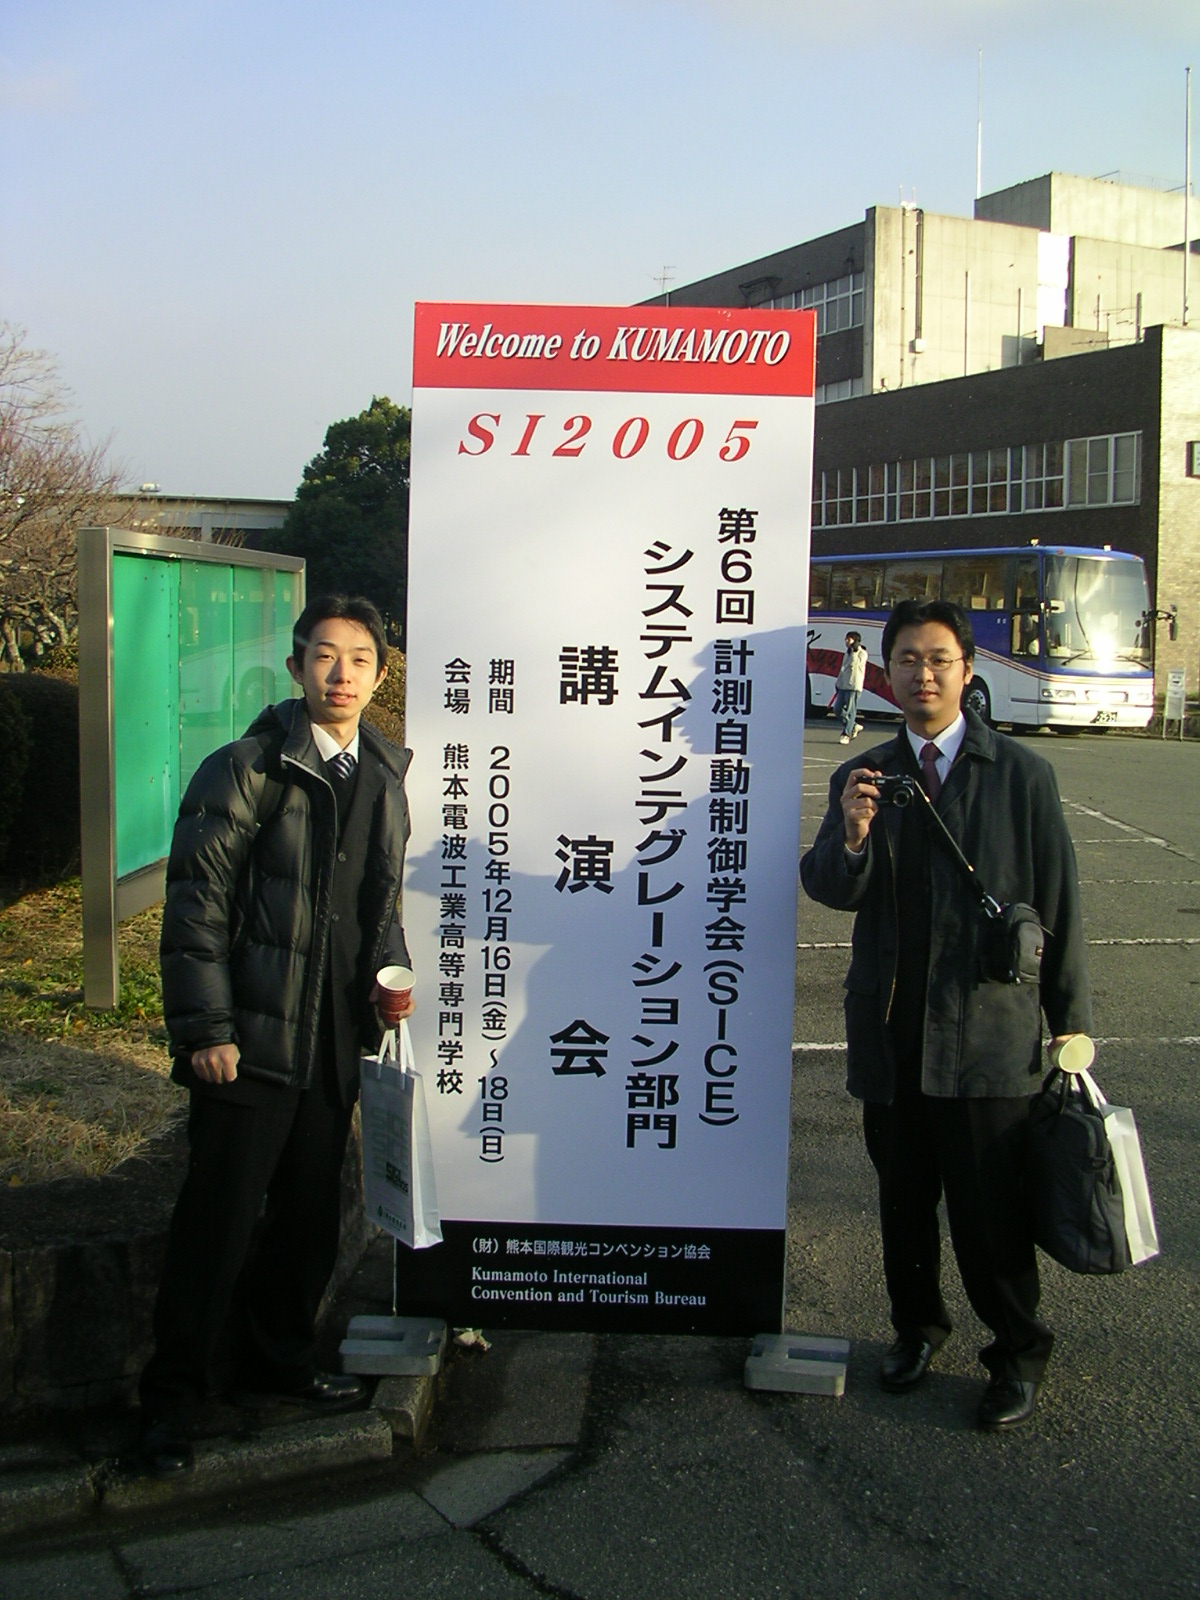 Welcome to KUMAMOTO
SI2005
第6回 計測自動制御学会(SICE)
システムインテグレーション部門
講演会
期間 2005年12月16日(金)～18日(日)
会場 熊本電波工業高等専門学校
(財)熊本国際観光コンベンション協会
Kumamoto International
Convention and Tourism Bureau